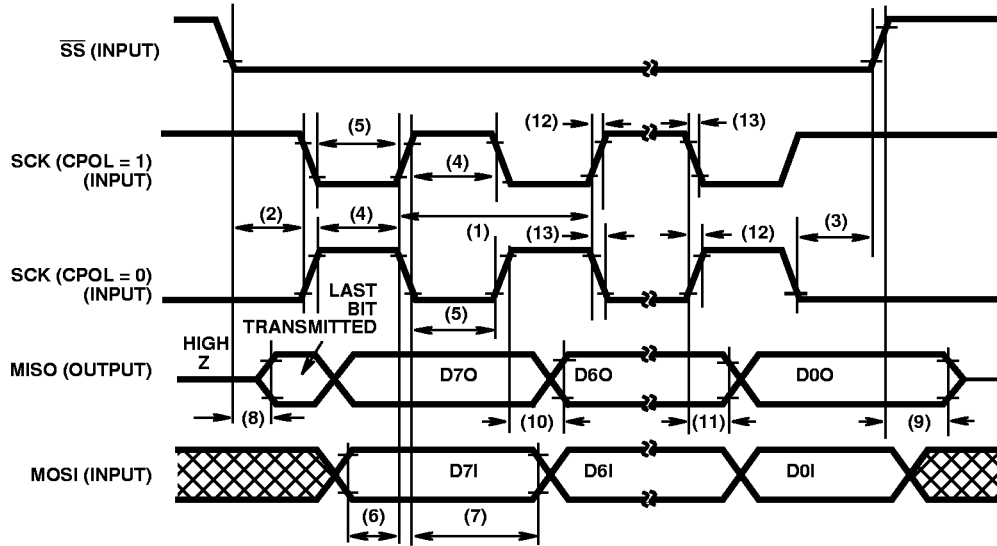 S̅S̅ (INPUT)
(5)
(12)
(13)
SCK (CPOL = 1)
(INPUT)
(4)
(2)
(4)
(1)
(13)
(12)
(3)
SCK (CPOL = 0)
(INPUT)
LAST
BIT
TRANSMITTED
(5)
HIGH
Z
MISO (OUTPUT)
D7O
D6O
D0O
(8)
(10)
(11)
(9)
MOSI (INPUT)
D7I
D6I
D0I
(6)
(7)